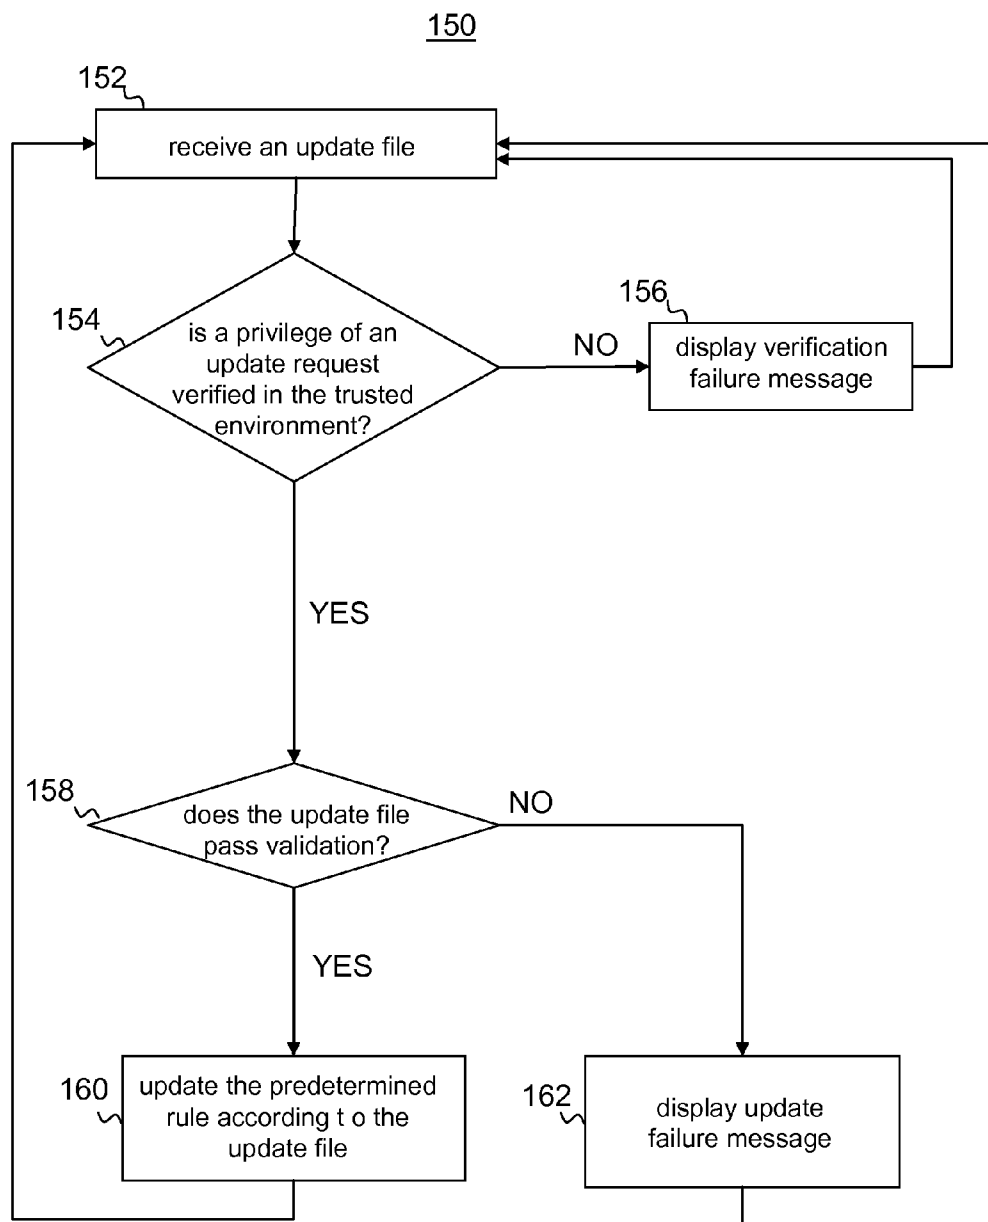 150
152
receive an update file
154
is a privilege of an
update request
verified in the trusted
environment?
NO
156
display verification
failure message
YES
158
does the update file
pass validation?
NO
YES
160
update the predetermined
rule according t o the
update file
162
display update
failure message